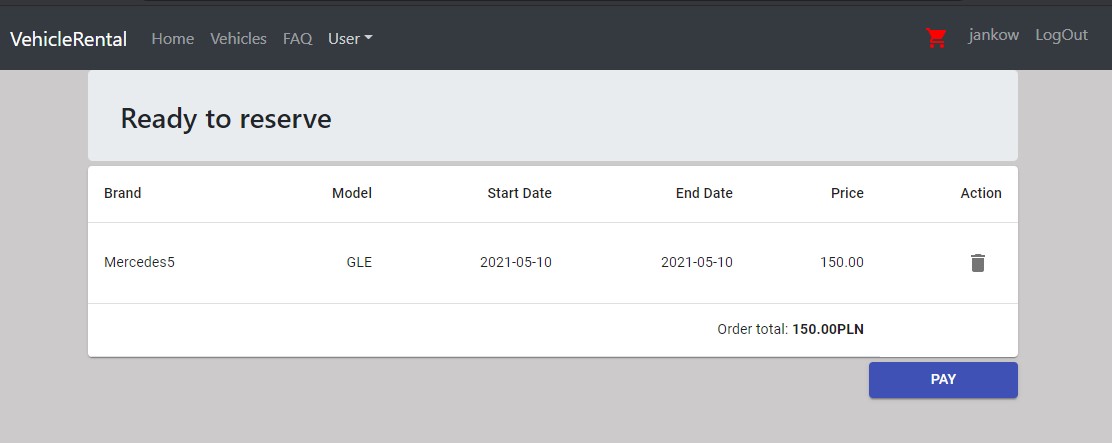 VehicleRental Home Vehicles FAQ User jankow LogOut
Ready to reserve
Brand Model Start Date End Date Price Action
Mercedes5 GLE 2021-05-10 2021-05-10 150.00
Order total: 150.00PLN
PAY